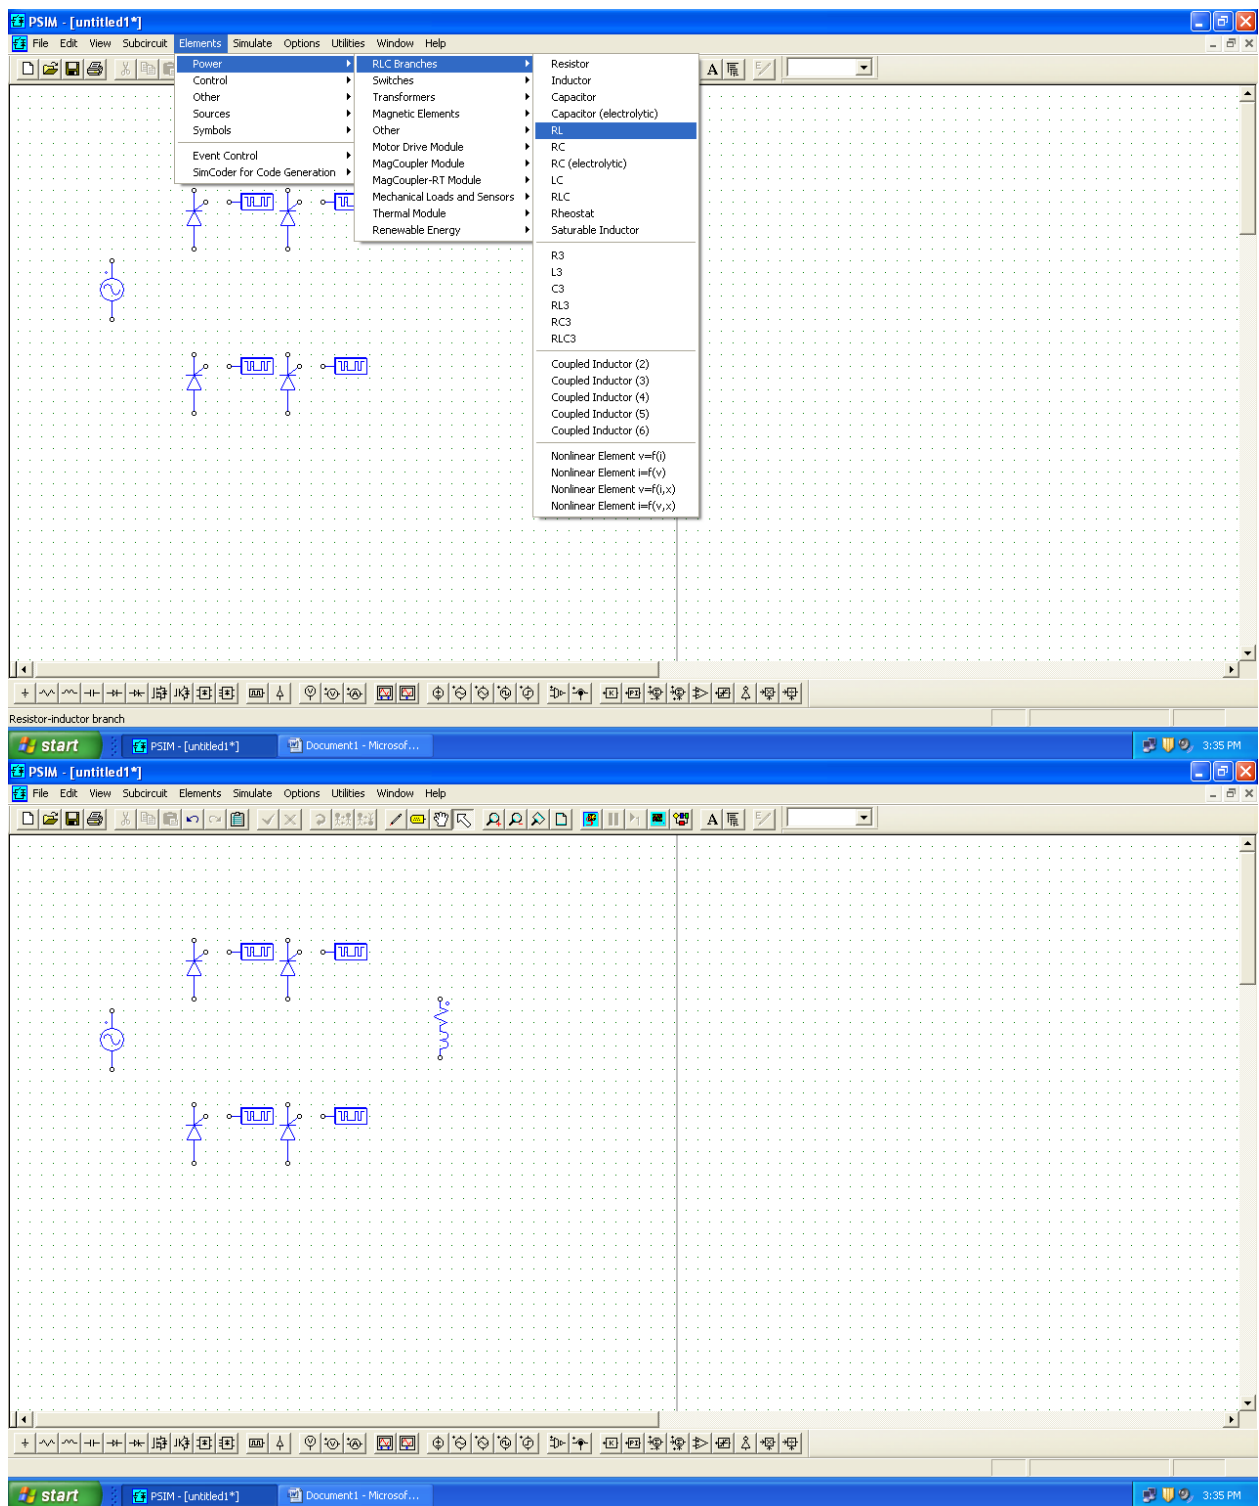 PSIM - [untitled1*]
File Edit View Subcircuit Elements Simulate Options Utilities Window Help
Power
Control
Other
Sources
Symbols
Event Control
SimCoder for Code Generation
RLC Branches
Switches
Transformers
Magnetic Elements
Other
Motor Drive Module
MagCoupler Module
MagCoupler-RT Module
Mechanical Loads and Sensors
Thermal Module
Renewable Energy
Resistor
Inductor
Capacitor
Capacitor (electrolytic)
RL
RC
RC (electrolytic)
LC
RLC
Rheostat
Saturable Inductor
R3
L3
C3
RL3
RC3
RLC3
Coupled Inductor (2)
Coupled Inductor (3)
Coupled Inductor (4)
Coupled Inductor (5)
Coupled Inductor (6)
Nonlinear Element v=f(i)
Nonlinear Element i=f(v)
Nonlinear Element v=f(i,x)
Nonlinear Element i=f(v,x)
A
K PI
Resistor-inductor branch
start PSIM - [untitled1*] Document1 - Microsof... 3:35 PM
PSIM - [untitled1*]
File Edit View Subcircuit Elements Simulate Options Utilities Window Help
A
K PI
start PSIM - [untitled1*] Document1 - Microsof... 3:35 PM